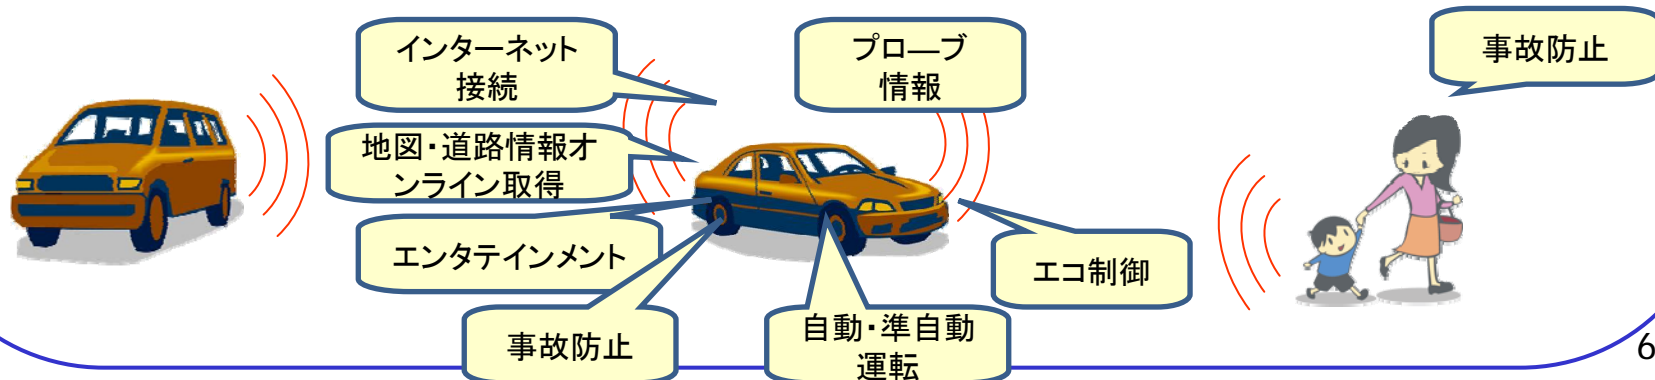 インターネット
接続
プロ―ブ
情報
事故防止
地図・道路情報オ
ンライン取得
エンタテインメント
エコ制御
事故防止
自動・準自動
運転
6